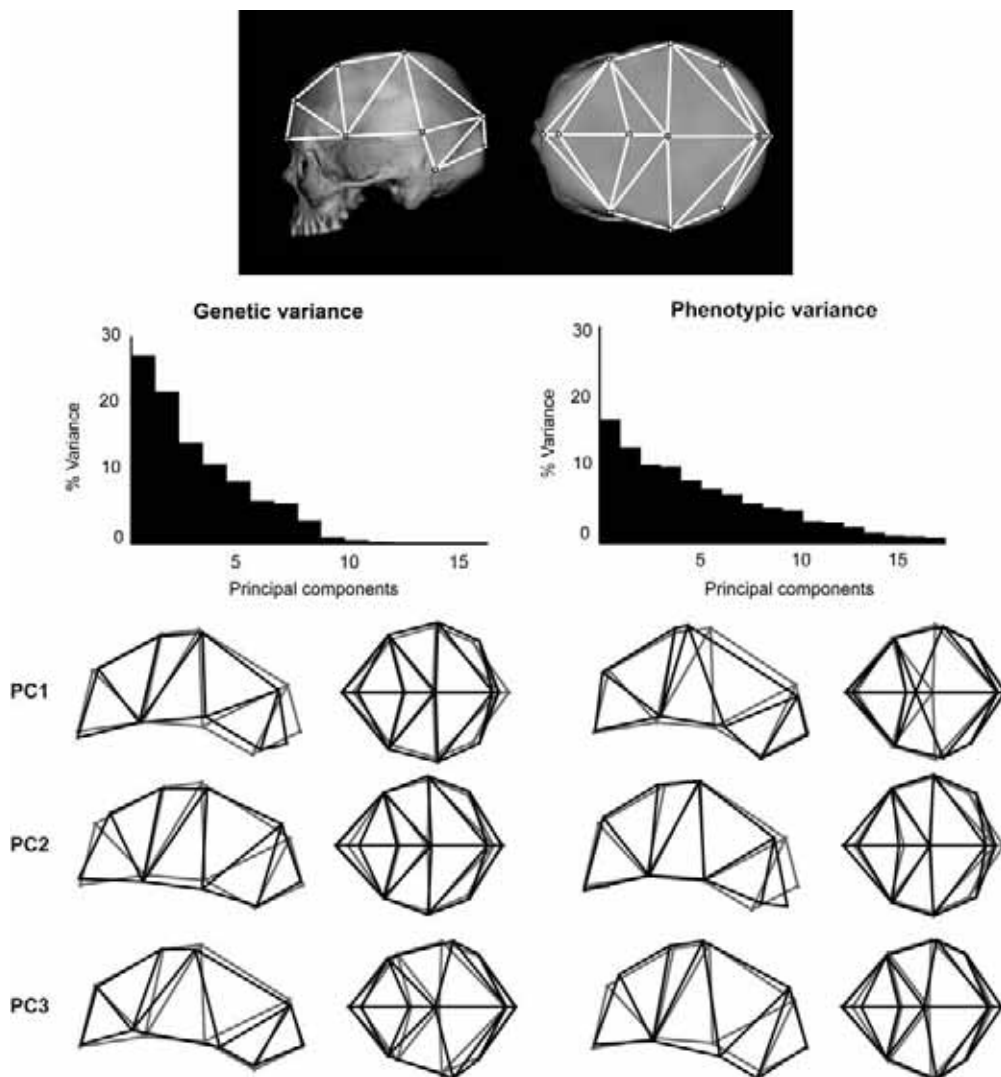 Genetic variance
30
20
10
0
% Variance
5
10
15
Principal components
Phenotypic variance
30
20
10
0
% Variance
5
10
15
Principal components
PC1
PC2
PC3